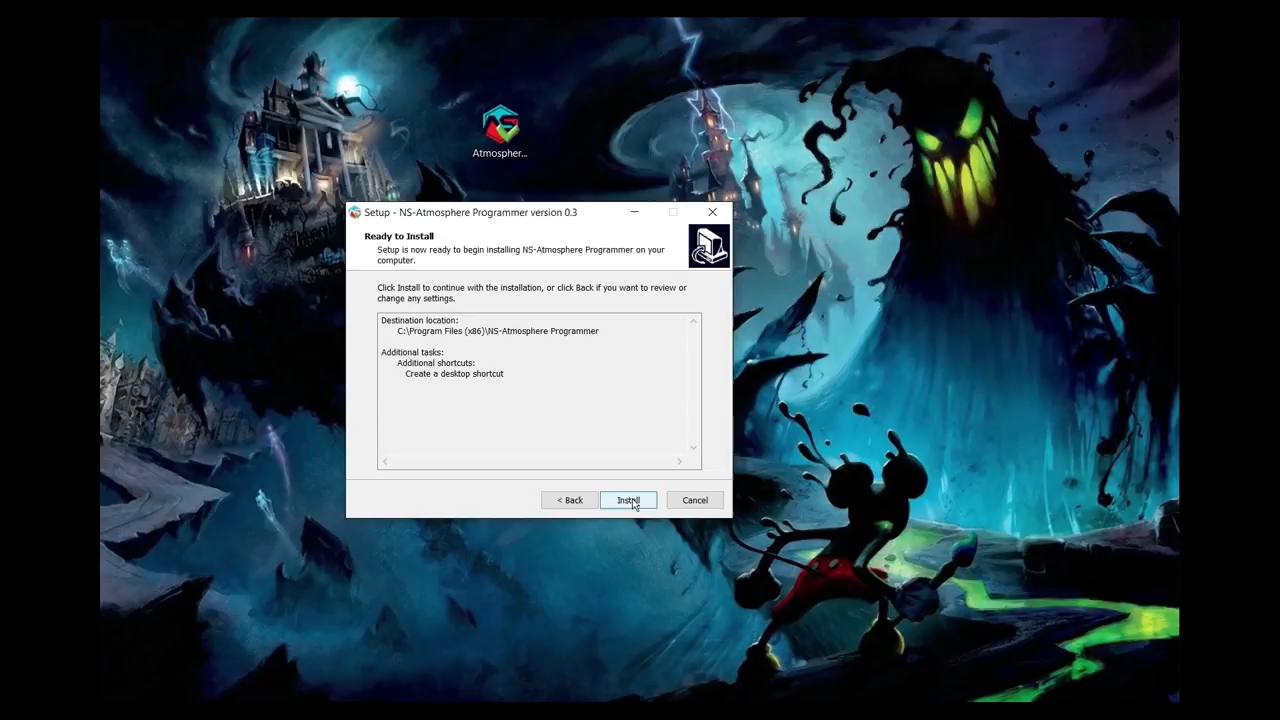 Atmospher...
Setup - NS-Atmosphere Programmer version 0.3
Ready to Install
Setup is now ready to begin installing NS-Atmosphere Programmer on your
computer.
Click Install to continue with the installation, or click Back if you want to review or
change any settings.
Destination location:
C:\Program Files (x86)\NS-Atmosphere Programmer
Additional tasks:
Additional shortcuts:
Create a desktop shortcut
< Back
Install
Cancel